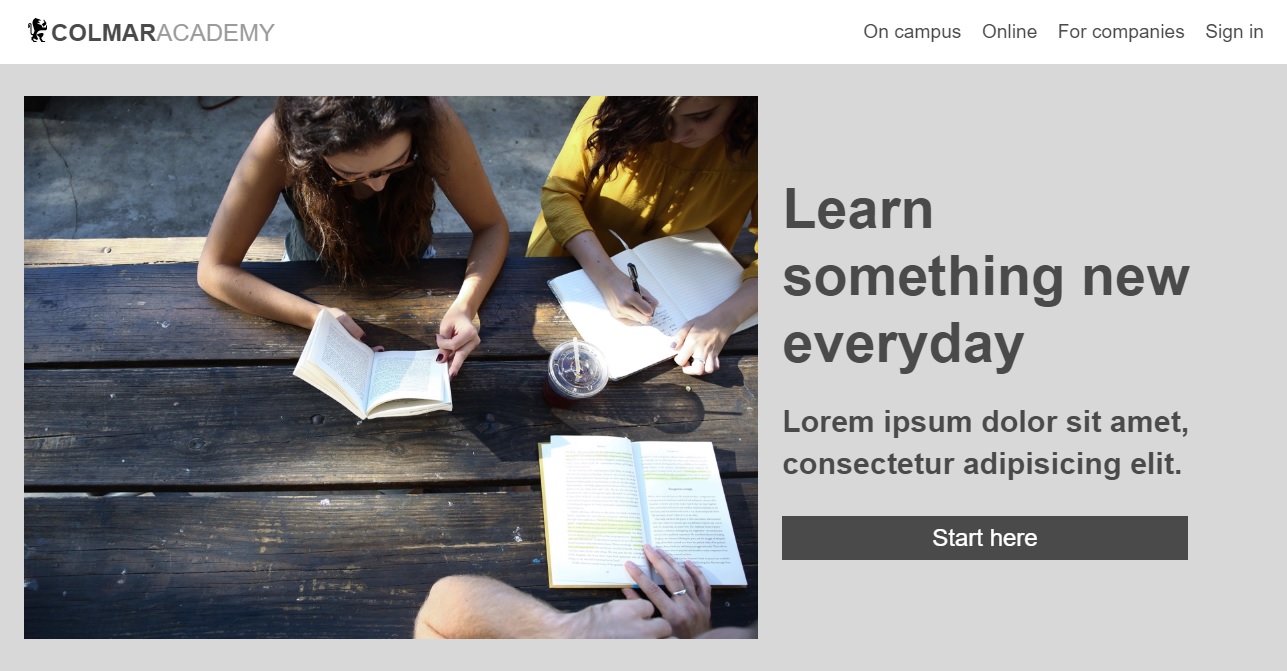 COLMARACADEMY
On campus Online For companies Sign in
Learn
something new
everyday
Lorem ipsum dolor sit amet,
consectetur adipisicing elit.
Start here